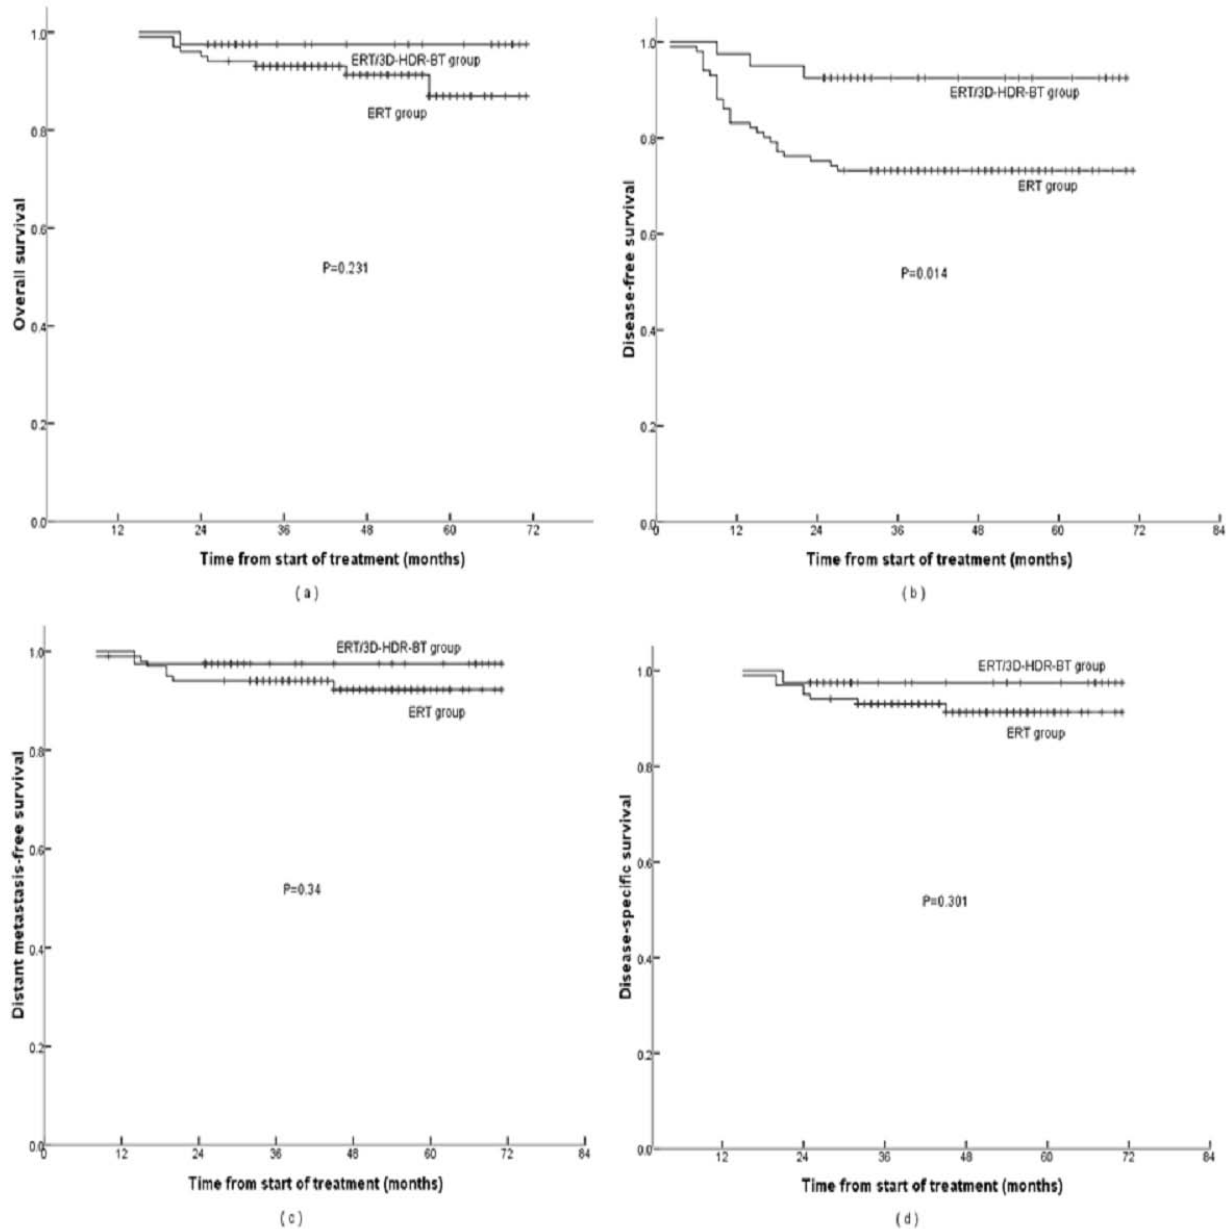 Overall survival
1.0
0.8
0.6
0.4
0.2
0.0
12 24 36 48 60 72
ERT/3D-HDR-BT group
ERT group
P=0.231
Time from start of treatment (months)
(a)
Disease-free survival
1.0
0.8
0.6
0.4
0.2
0.0
0 12 24 36 48 60 72 84
ERT/3D-HDR-BT group
ERT group
P=0.014
Time from start of treatment (months)
(b)
Distant metastasis-free survival
1.0
0.8
0.6
0.4
0.2
0.0
0 12 24 36 48 60 72 84
ERT/3D-HDR-BT group
ERT group
P=0.34
Time from start of treatment (months)
(c)
Disease-specific survival
1.0
0.8
0.6
0.4
0.2
0.0
12 24 36 48 60 72 84
ERT/3D-HDR-BT group
ERT group
P=0.301
Time from start of treatment (months)
(d)